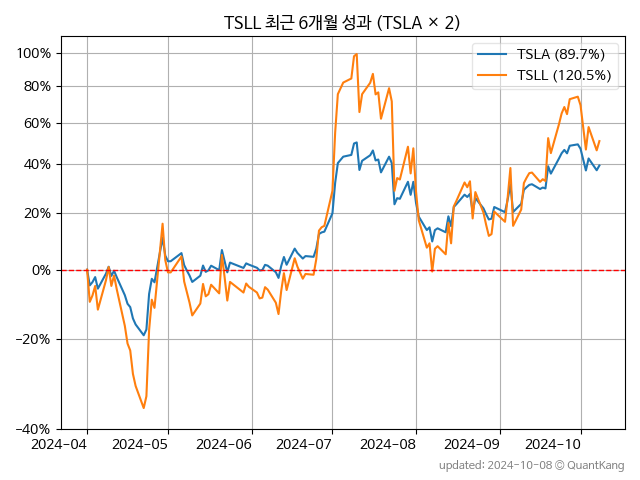 TSLL 최근 6개월 성과 (TSLA × 2)
TSLA (89.7%)
TSLL (120.5%)
100%
80%
60%
40%
20%
0%
−20%
−40%
2024−04 2024−05 2024−06 2024−07 2024−08 2024−09 2024−10
updated: 2024-10-08 © QuantKang